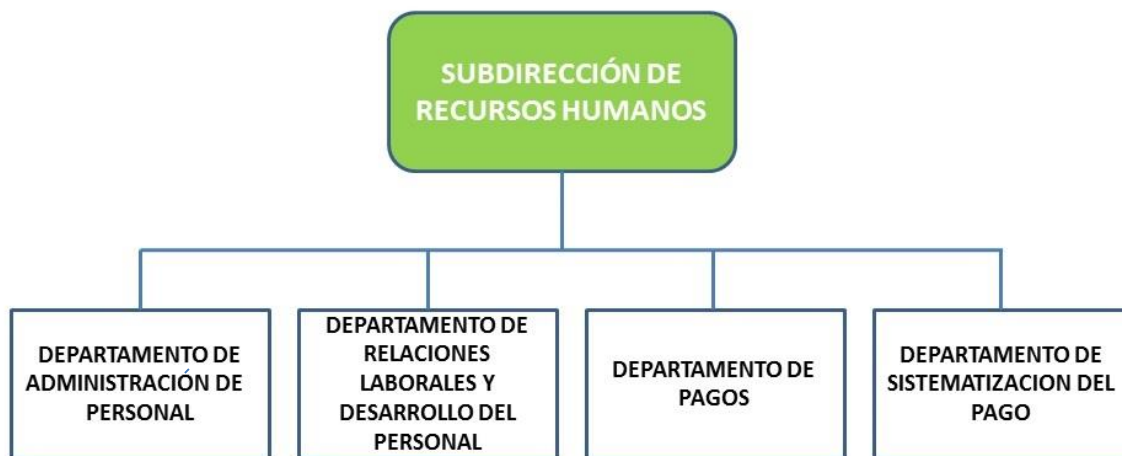 SUBDIRECCIÓN DE
RECURSOS HUMANOS
DEPARTAMENTO DE
ADMINISTRACIÓN DE
PERSONAL
DEPARTAMENTO DE
RELACIONES
LABORALES Y
DESARROLLO DEL
PERSONAL
DEPARTAMENTO DE
PAGOS
DEPARTAMENTO DE
SISTEMATIZACION DEL
PAGO